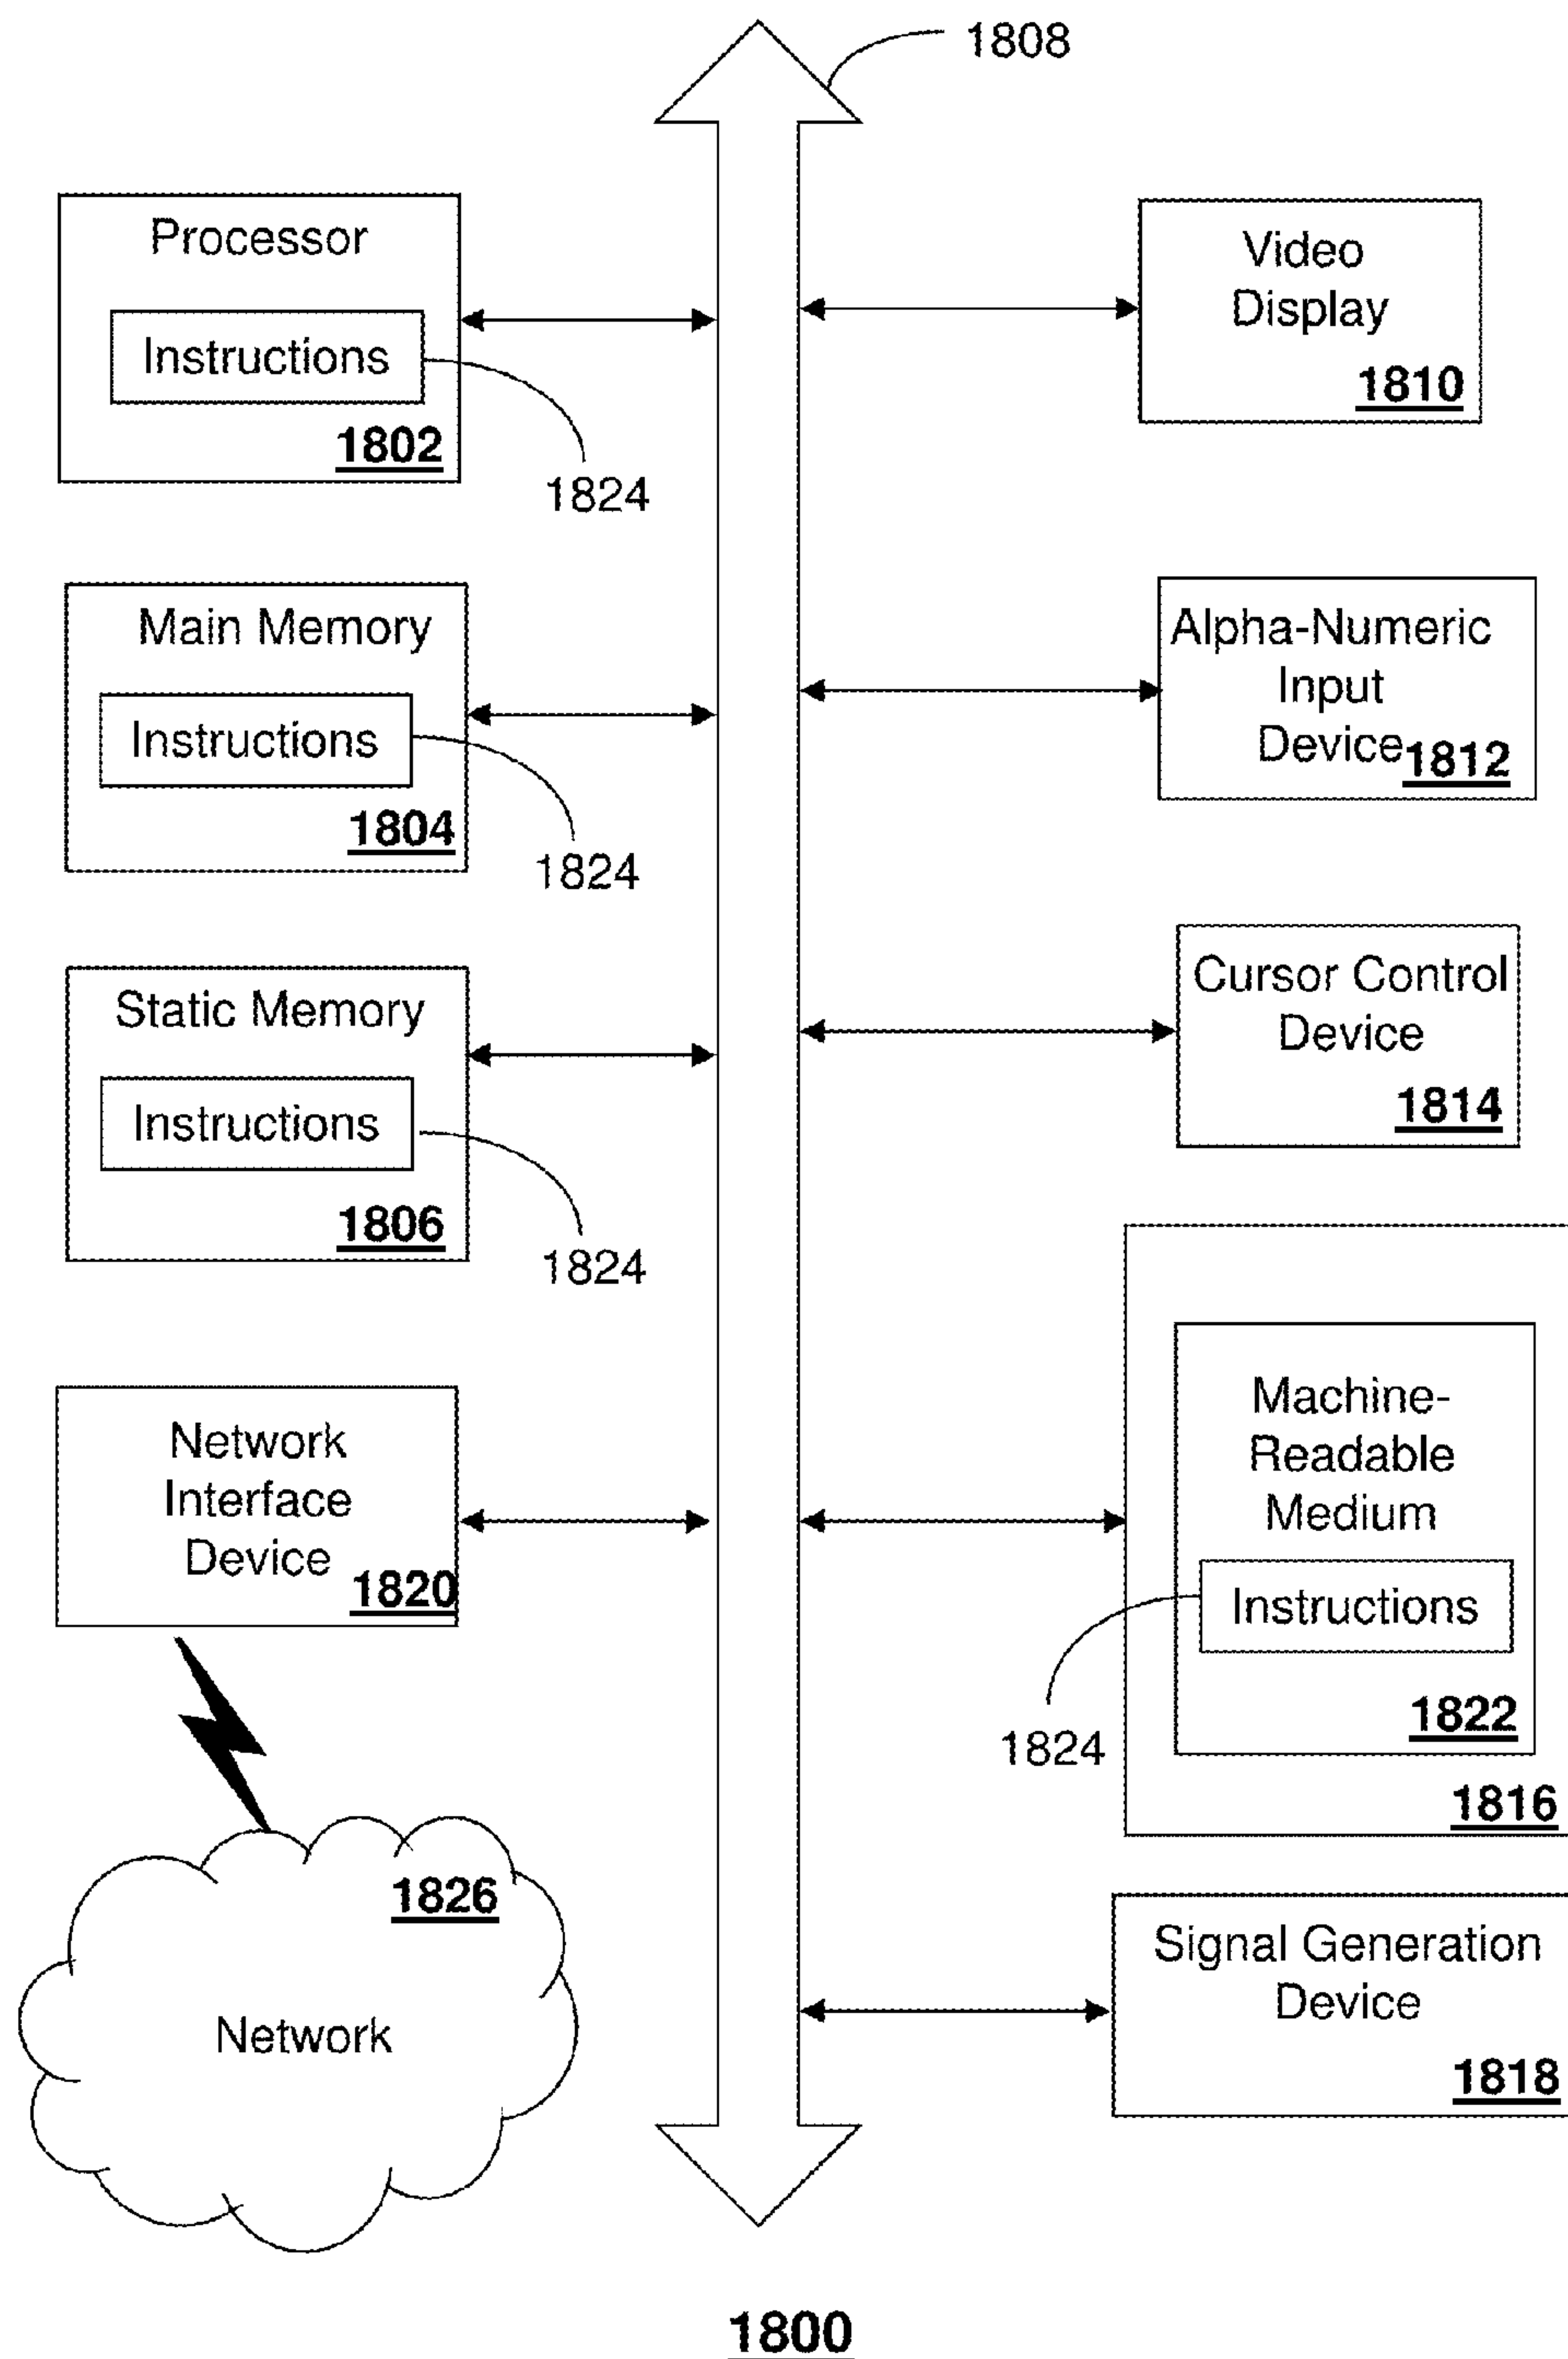 1808
Processor
Instructions
1802
1824
Video
Display
1810
Main Memory
Instructions
1804
1824
Alpha-Numeric
Input
Device
1812
Static Memory
Instructions
1806
1824
Cursor Control
Device
1814
Network
Interface
Device
1820
Machine-
Readable
Medium
Instructions
1822
1824
1816
1826
Network
Signal Generation
Device
1818
1800